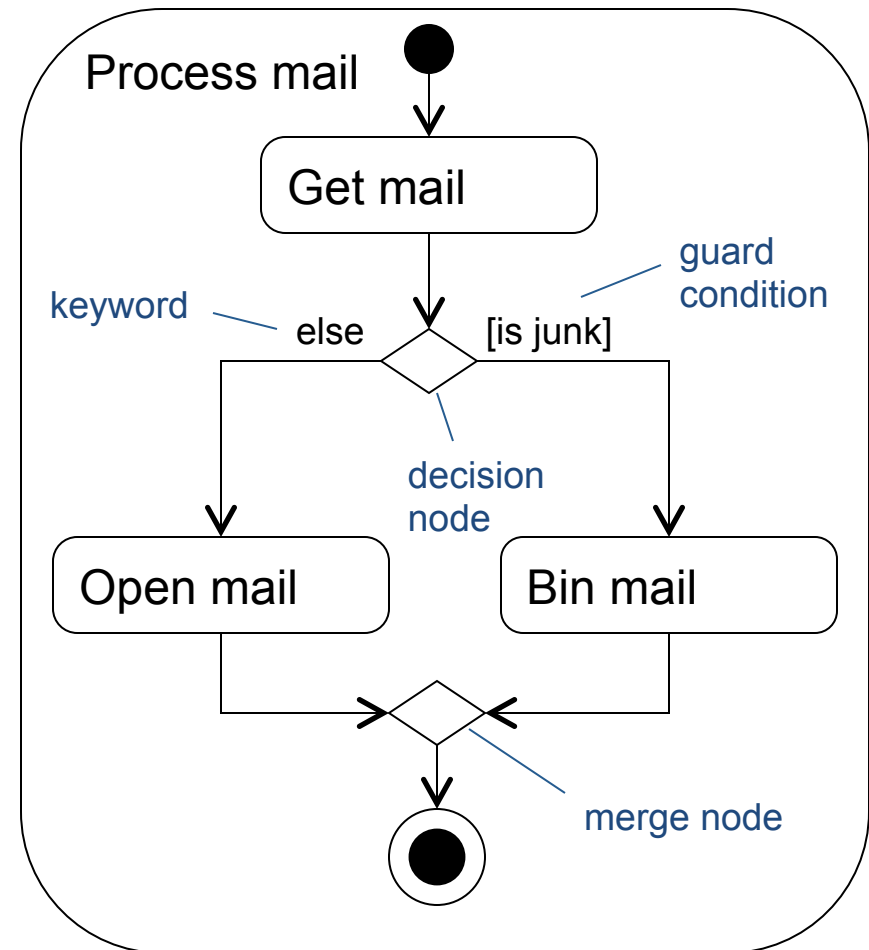 Process mail
Get mail
guard
condition
keyword
else
[is junk]
decision
node
Open mail
Bin mail
merge node